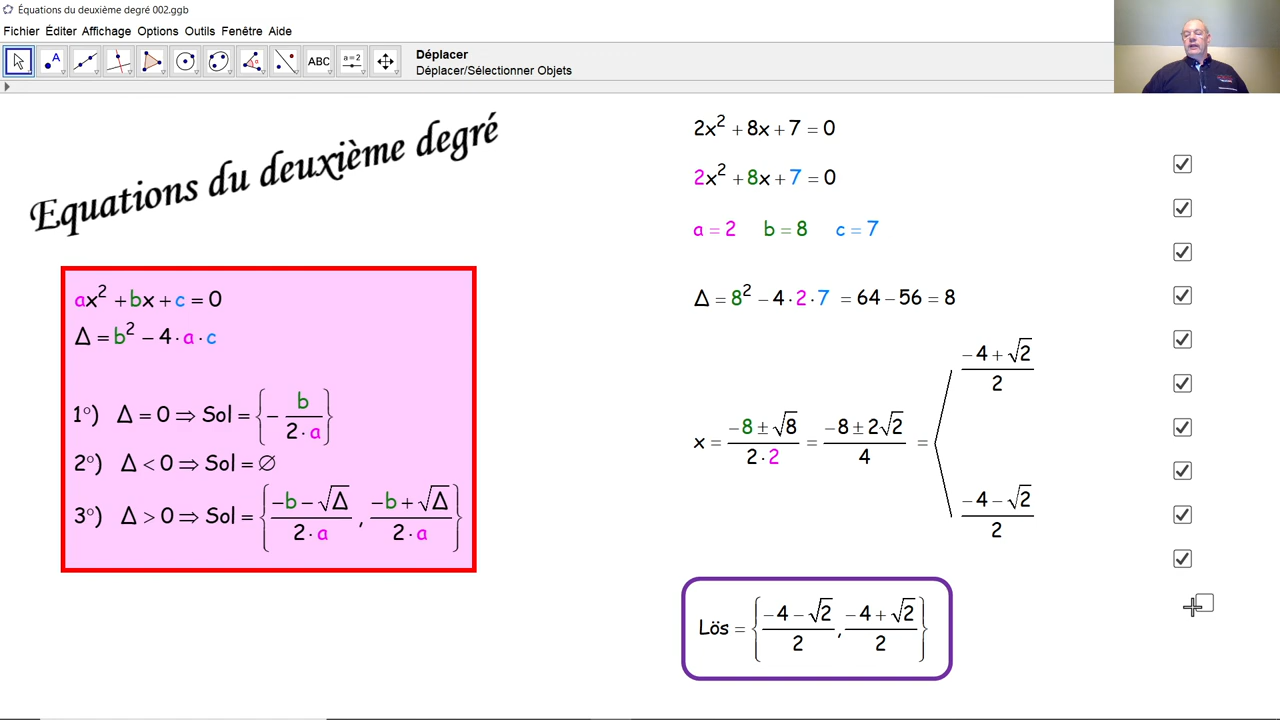 Équations du deuxième degré 002.ggb
Fichier Éditer Affichage Options Outils Fenêtre Aide
A ABC a=2
Déplacer
Déplacer/Sélectionner Objets
Equations du deuxième degré
ax² + bx + c = 0
Δ = b² − 4 · a · c
1°) Δ = 0 ⇒ Sol = {− b / (2 · a)}
2°) Δ < 0 ⇒ Sol = ∅
3°) Δ > 0 ⇒ Sol = {(−b − √Δ) / (2 · a) , (−b + √Δ) / (2 · a)}
2x² + 8x + 7 = 0
2x² + 8x + 7 = 0
a = 2 b = 8 c = 7
Δ = 8² − 4 · 2 · 7 = 64 − 56 = 8
x = (−8 ± √8) / (2 · 2) = (−8 ± 2√2) / 4 =
(−4 + √2) / 2
(−4 − √2) / 2
Lös = {(−4 − √2) / 2 , (−4 + √2) / 2}